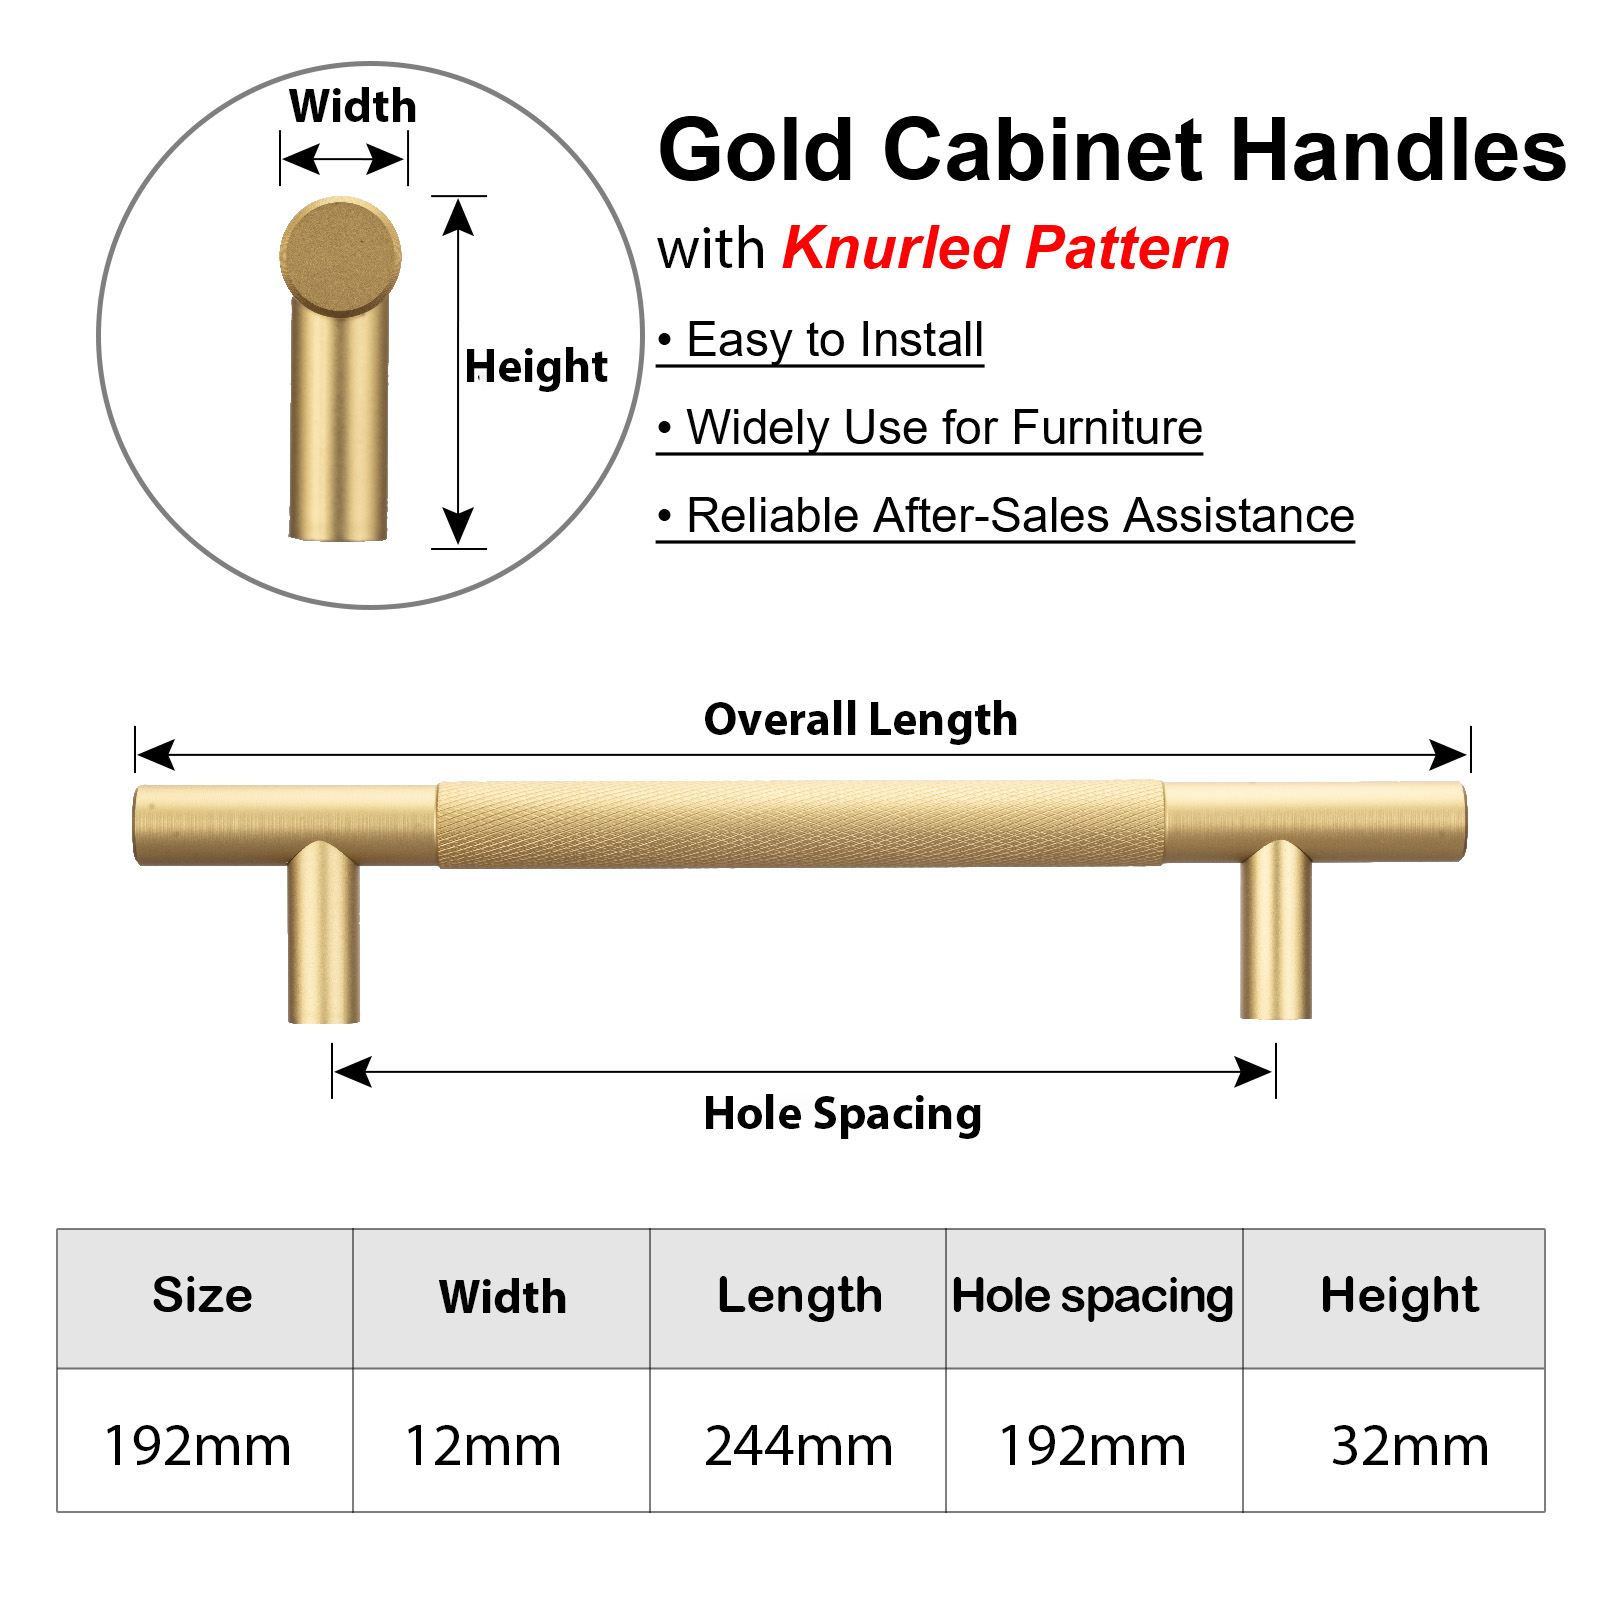 Width
Height
Gold Cabinet Handles
with Knurled Pattern
• Easy to Install
• Widely Use for Furniture
• Reliable After-Sales Assistance
Overall Length
Hole Spacing
Size Width Length Hole spacing Height
192mm 12mm 244mm 192mm 32mm